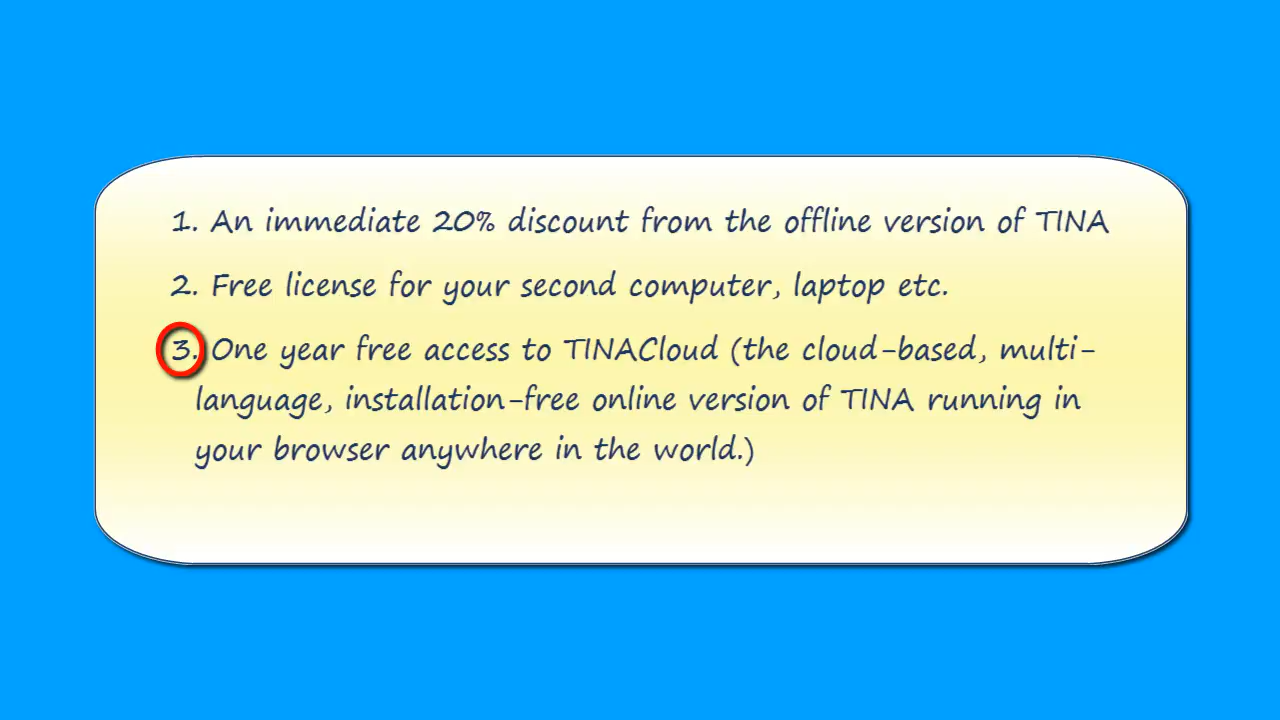 1. An immediate 20% discount from the offline version of TINA
2. Free license for your second computer, laptop etc.
3. One year free access to TINACloud (the cloud-based, multi-
language, installation-free online version of TINA running in
your browser anywhere in the world.)